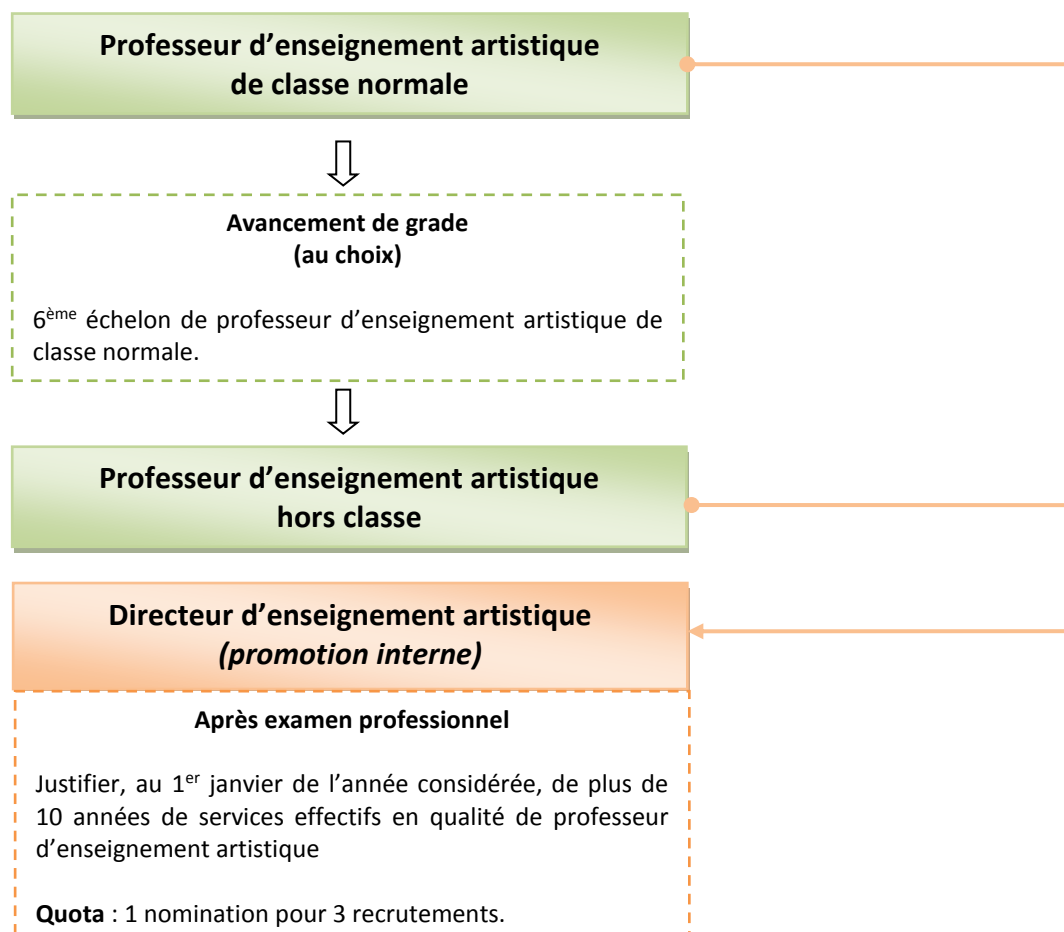 Professeur d’enseignement artistique
de classe normale
Avancement de grade
(au choix)
6ème échelon de professeur d’enseignement artistique de
classe normale.
Professeur d’enseignement artistique
hors classe
Directeur d’enseignement artistique
(promotion interne)
Après examen professionnel
Justifier, au 1er janvier de l’année considérée, de plus de
10 années de services effectifs en qualité de professeur
d’enseignement artistique
Quota : 1 nomination pour 3 recrutements.